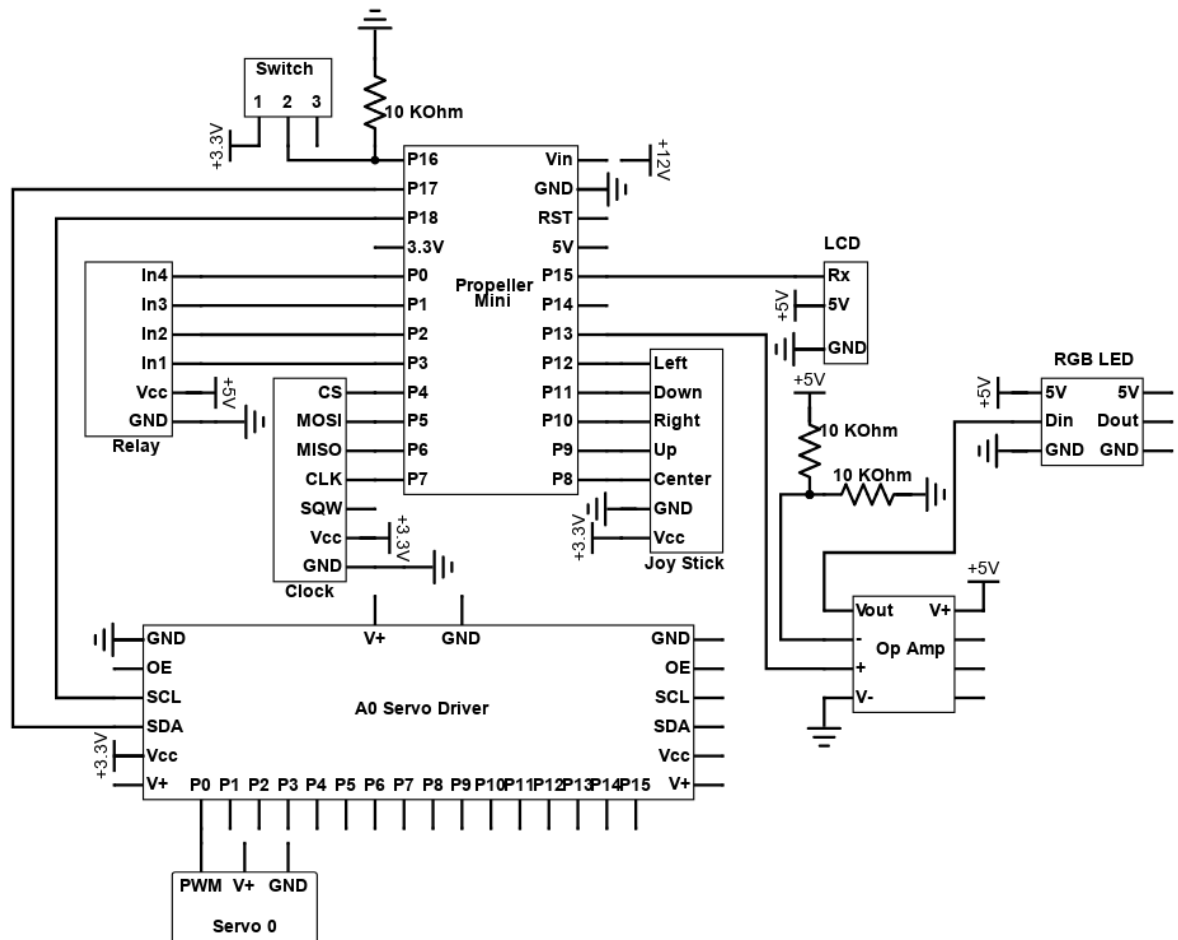 Switch
1 2 3
+3.3V
10 KOhm
P16 Vin
+12V
P17 GND
P18 RST
3.3V 5V
LCD
In4 P0 P15 Rx
Propeller
Mini
In3 P1 P14 +5V 5V
In2 P2 P13
GND
In1 P3 P12 Left
RGB LED
Vcc +5V
CS P4 P11 Down
+5V
+5V 5V 5V
GND
MOSI P5 P10 Right
10 KOhm
Din Dout
Relay
MISO P6 P9 Up
GND GND
CLK P7 P8 Center
10 KOhm
SQW
GND
Vcc +3.3V
+3.3V Vcc
GND
Joy Stick
Clock
+5V
Vout V+
GND V+ GND GND
-
Op Amp
OE OE
+
SCL SCL
V-
A0 Servo Driver
SDA SDA
+3.3V Vcc Vcc
V+ V+
P0 P1 P2 P3 P4 P5 P6 P7 P8 P9 P10 P11 P12 P13 P14 P15
PWM V+ GND
Servo 0